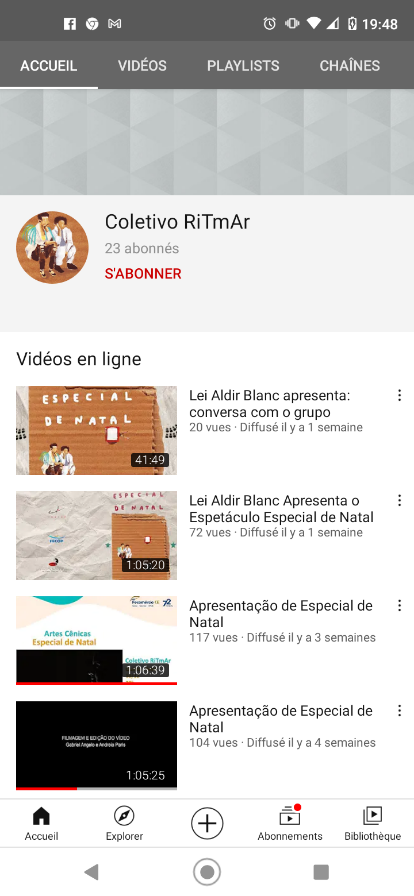 19:48
ACCUEIL VIDÉOS PLAYLISTS CHAÎNES
Coletivo RiTmAr
23 abonnés
S'ABONNER
Vidéos en ligne
ESPECIAL
DE NATAL
41:49
Lei Aldir Blanc apresenta:
conversa com o grupo
20 vues · Diffusé il y a 1 semaine
ESPECIAL
DE NATAL
1:05:20
Lei Aldir Blanc Apresenta o
Espetáculo Especial de Natal
72 vues · Diffusé il y a 1 semaine
Artes Cênicas
Especial de Natal
Coletivo RiTmAr
1:06:39
Apresentação de Especial de
Natal
117 vues · Diffusé il y a 3 semaines
FILMAGEM E EDIÇÃO DO VÍDEO
Gabriel Angelo e Andreia Paris
1:05:25
Apresentação de Especial de
Natal
104 vues · Diffusé il y a 4 semaines
Accueil Explorer Abonnements Bibliothèque